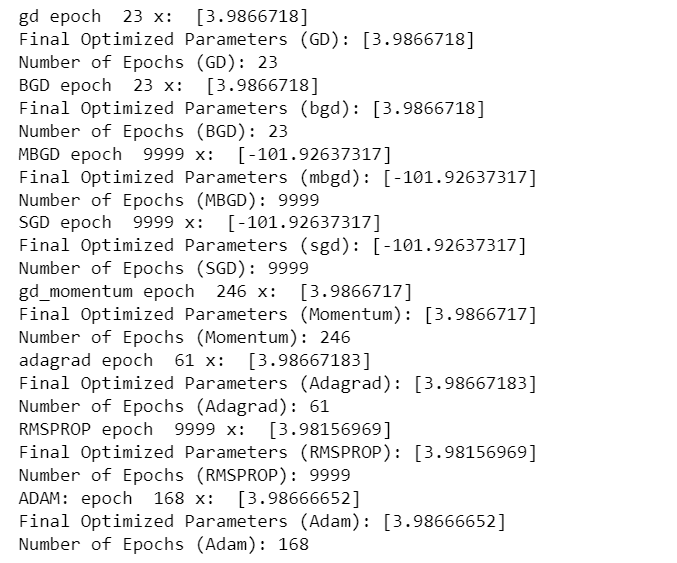 gd epoch  23 x:  [3.9866718]
Final Optimized Parameters (GD): [3.9866718]
Number of Epochs (GD): 23
BGD epoch  23 x:  [3.9866718]
Final Optimized Parameters (bgd): [3.9866718]
Number of Epochs (BGD): 23
MBGD epoch  9999 x:  [-101.92637317]
Final Optimized Parameters (mbgd): [-101.92637317]
Number of Epochs (MBGD): 9999
SGD epoch  9999 x:  [-101.92637317]
Final Optimized Parameters (sgd): [-101.92637317]
Number of Epochs (SGD): 9999
gd_momentum epoch  246 x:  [3.9866717]
Final Optimized Parameters (Momentum): [3.9866717]
Number of Epochs (Momentum): 246
adagrad epoch  61 x:  [3.98667183]
Final Optimized Parameters (Adagrad): [3.98667183]
Number of Epochs (Adagrad): 61
RMSPROP epoch  9999 x:  [3.98156969]
Final Optimized Parameters (RMSPROP): [3.98156969]
Number of Epochs (RMSPROP): 9999
ADAM: epoch  168 x:  [3.98666652]
Final Optimized Parameters (Adam): [3.98666652]
Number of Epochs (Adam): 168